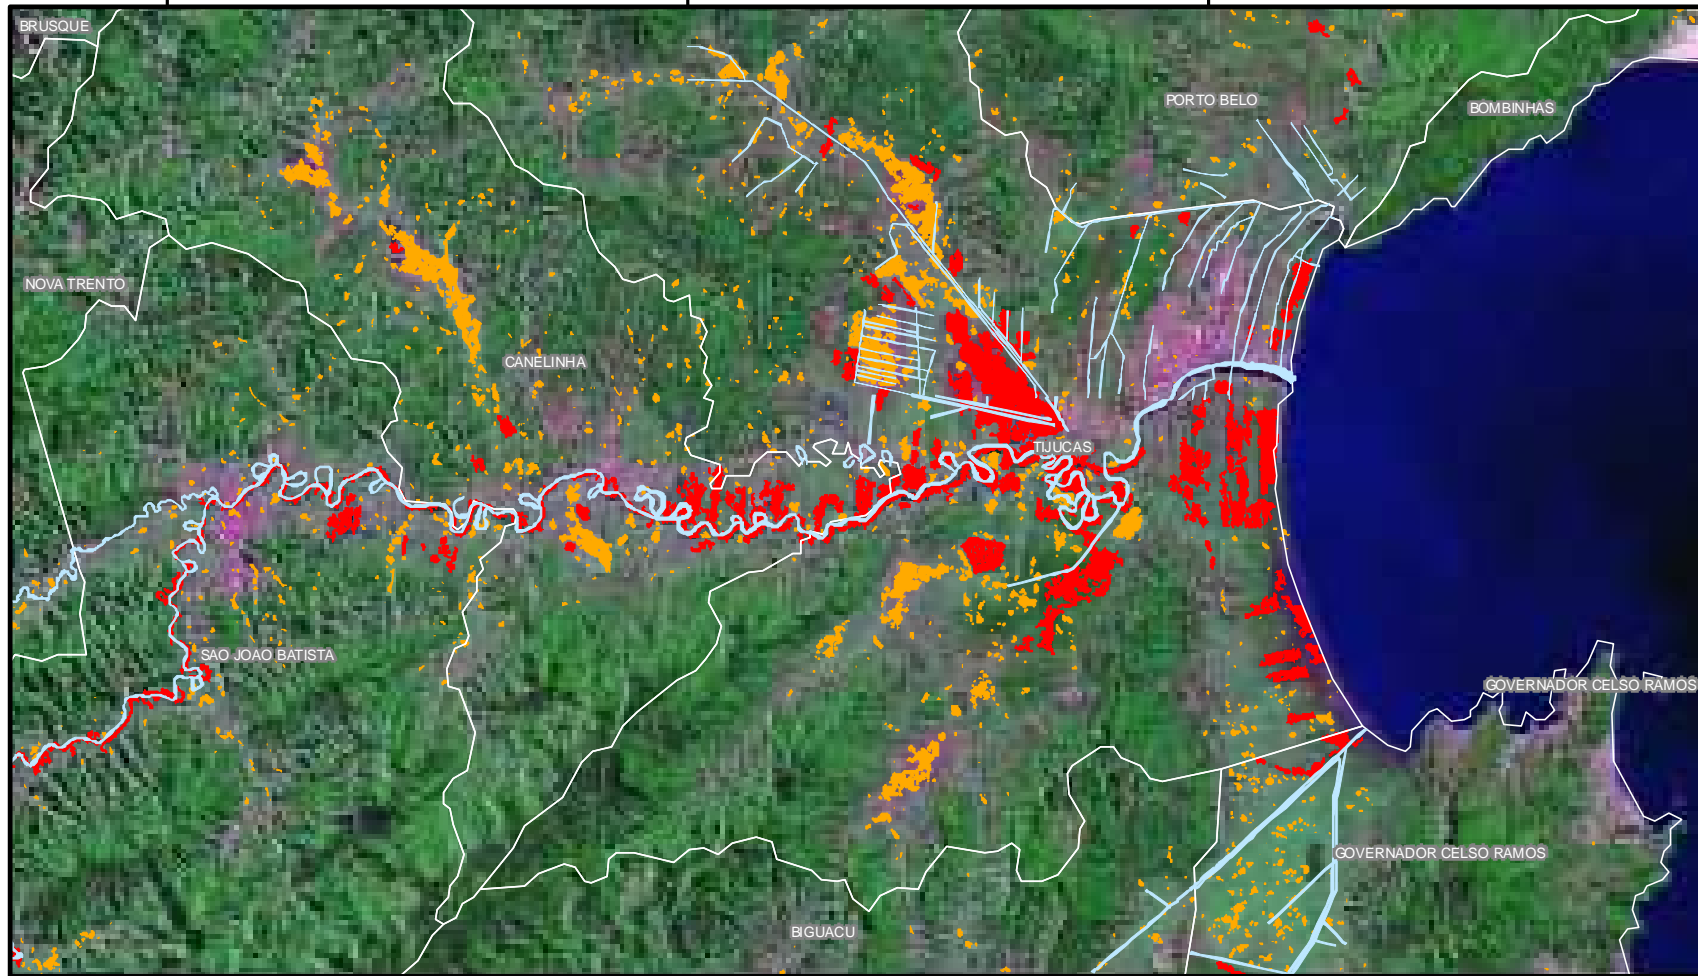 BRUSQUE
PORTO BELO
BOMBINHAS
NOVA TRENTO
CANELINHA
TIJUCAS
SAO JOAO BATISTA
GOVERNADOR CELSO RAMOS
GOVERNADOR CELSO RAMOS
BIGUACU